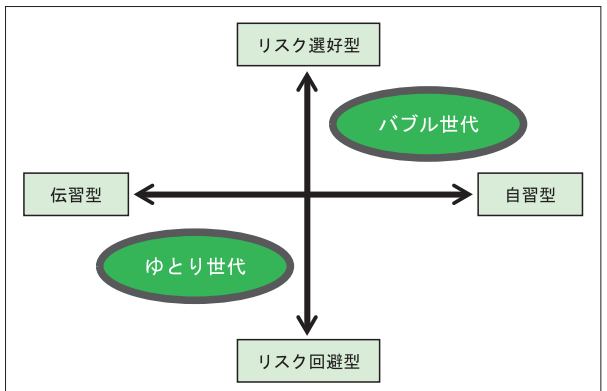 リスク選好型
バブル世代
伝習型
自習型
ゆとり世代
リスク回避型